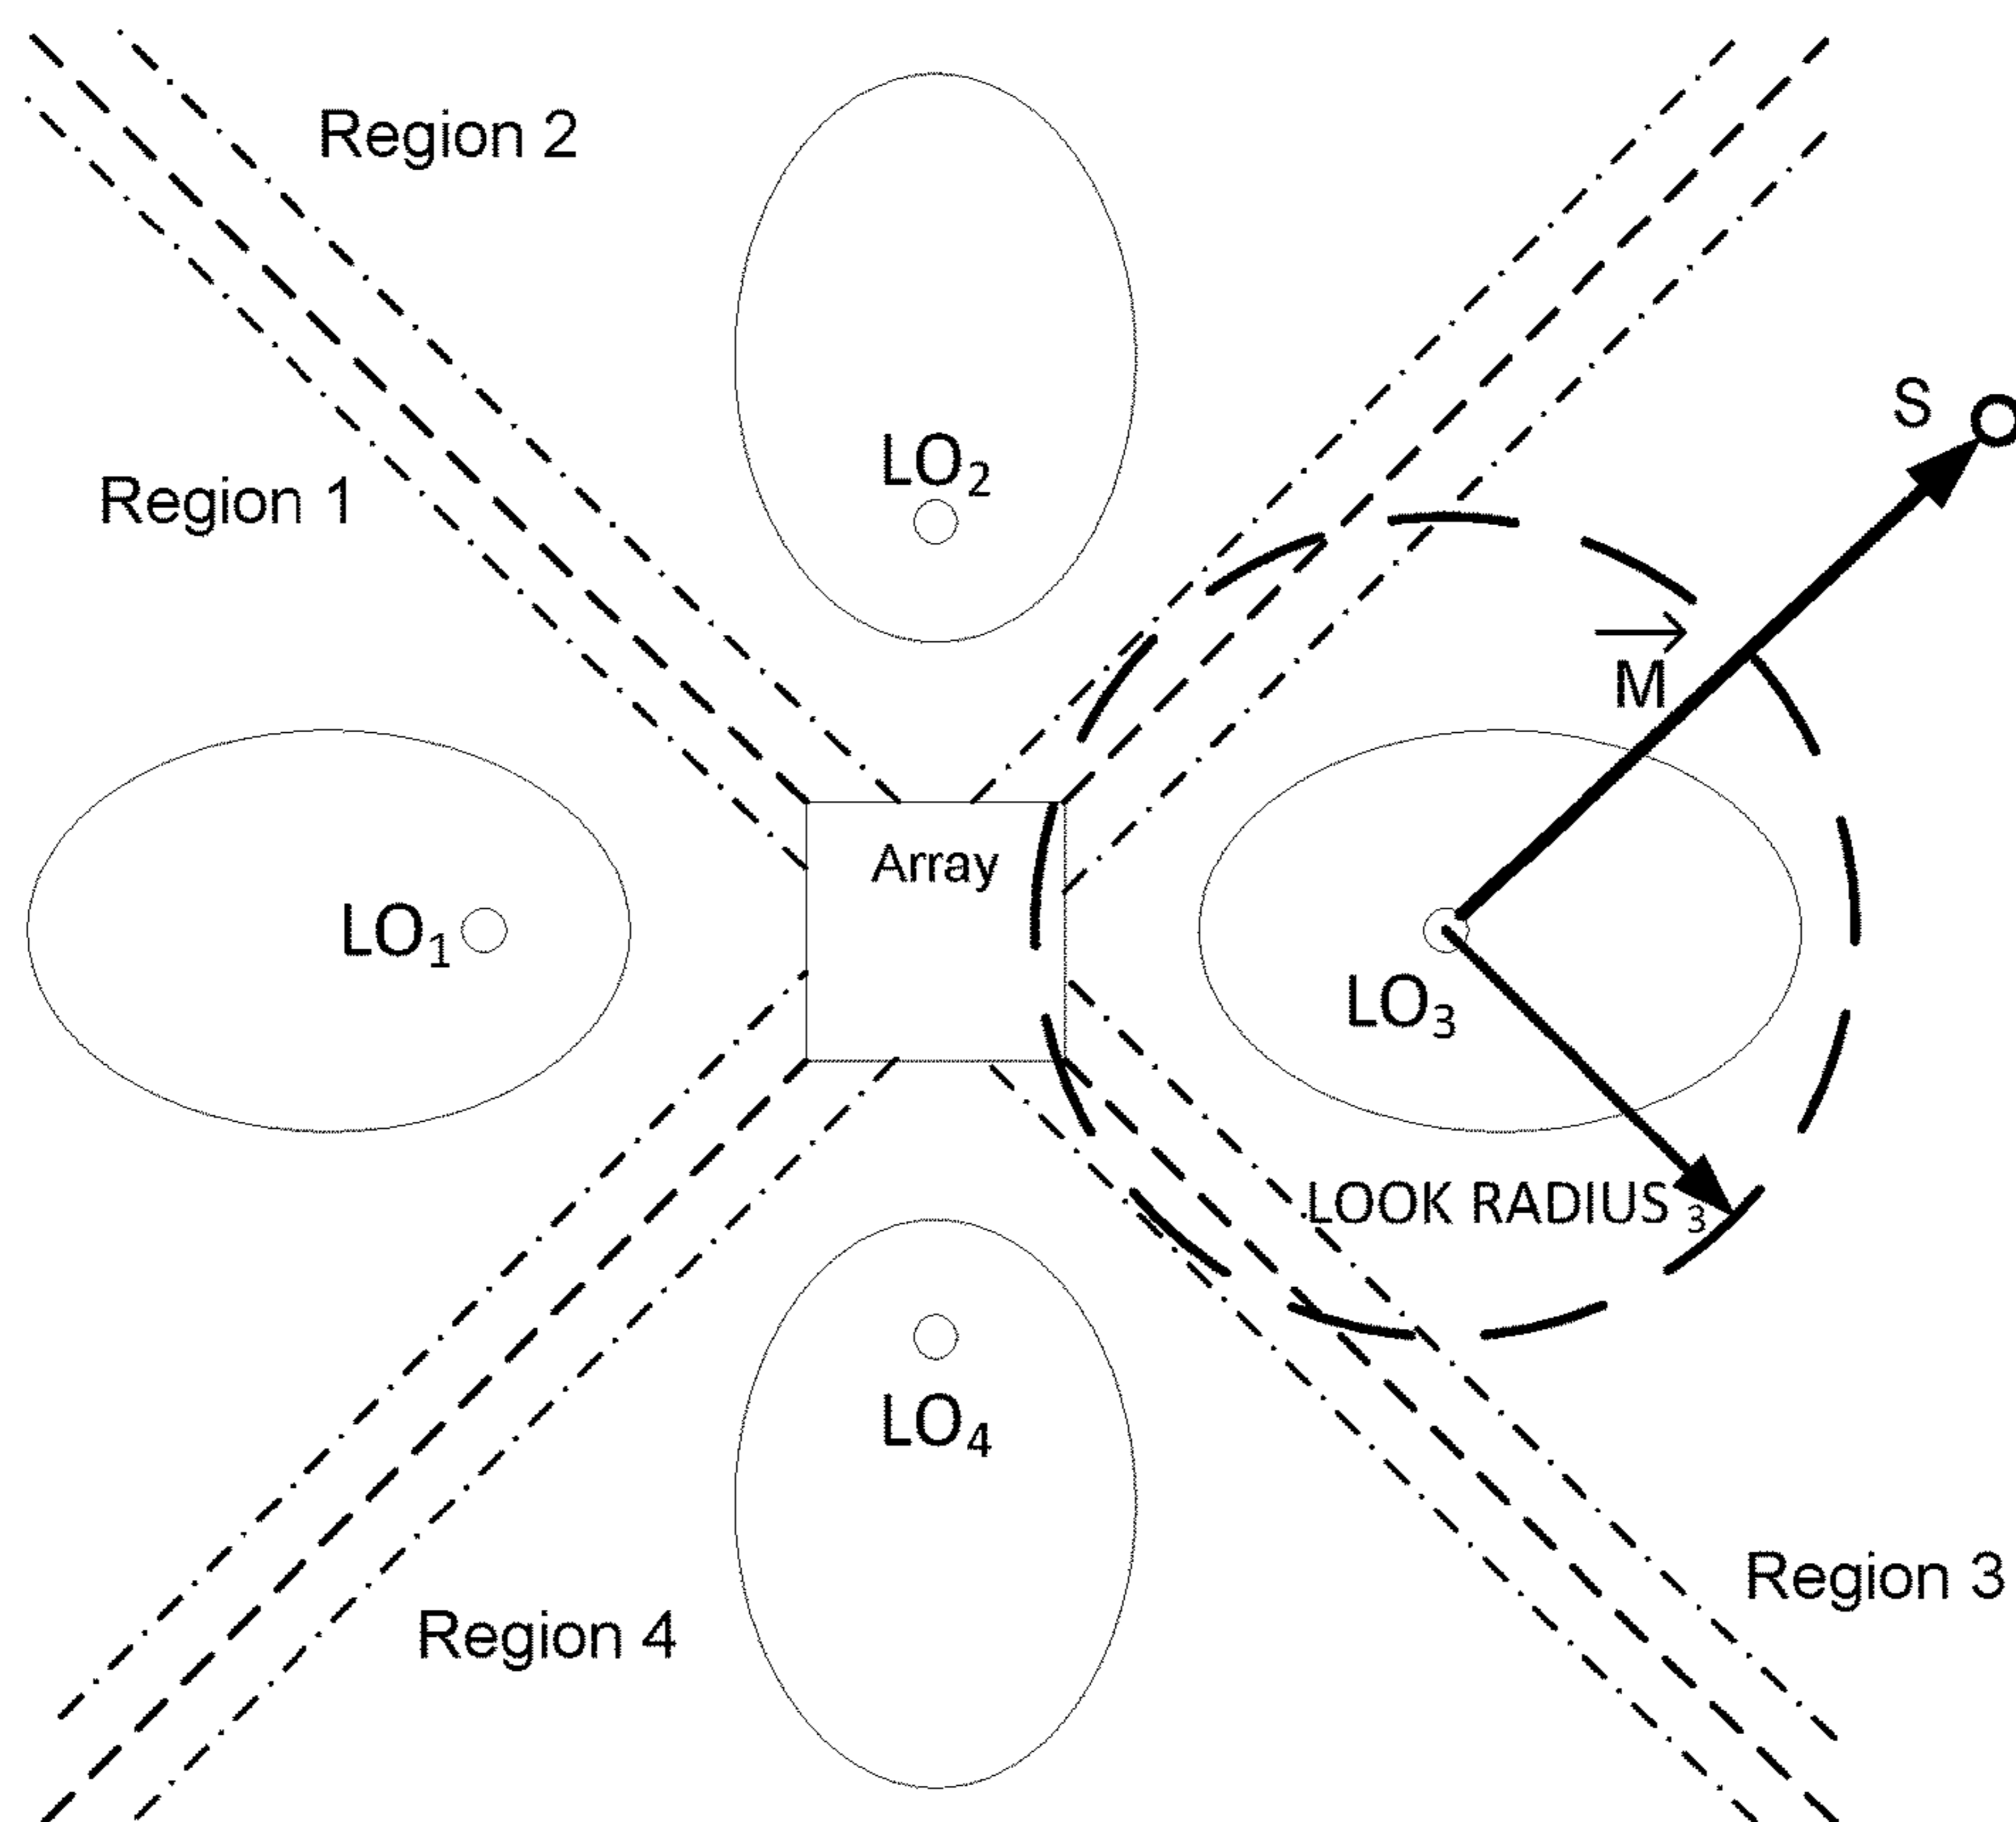 Region 2
S
LO2
Region 1
M
Array
LO1
LO3
LOOK RADIUS 3
LO4
Region 3
Region 4